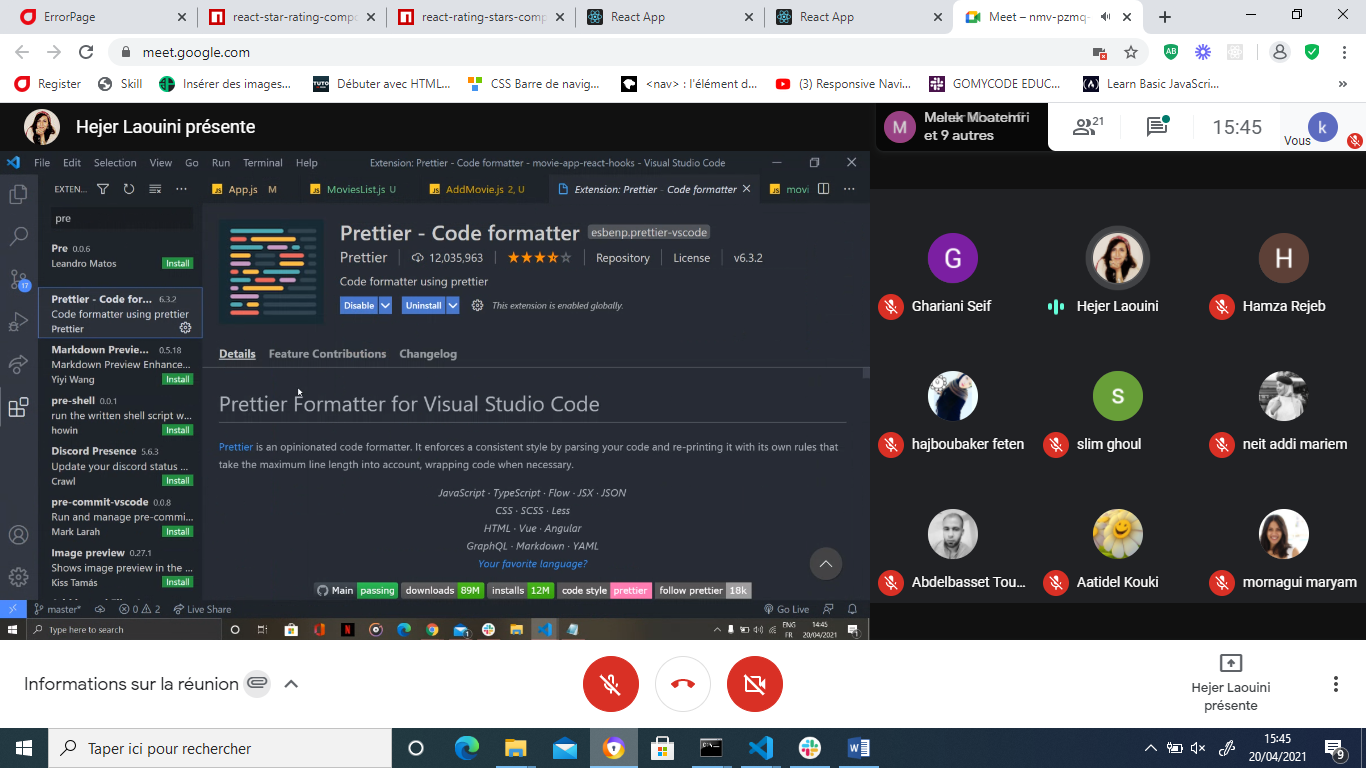 ErrorPage
react-star-rating-compo
react-rating-stars-comp
React App
React App
Meet – nmv-pzmq-
meet.google.com
Register
Skill
Insérer des images...
Débuter avec HTML...
CSS Barre de navig...
<nav> : l'élément d...
(3) Responsive Navi...
GOMYCODE EDUC...
Learn Basic JavaScri...
»
Hejer Laouini présente
et 9 autres
21
15:45
Vous
k
M
File Edit Selection View Go Run Terminal Help
Extension: Prettier - Code formatter - movie-app-react-hooks - Visual Studio Code
EXTEN...
App.js M
MoviesList.js U
AddMovie.js 2, U
Extension: Prettier - Code formatter
movi
pre
Pre 0.0.6
Leandro Matos
Install
Prettier - Code for... 6.3.2
Code formatter using prettier
Prettier
Markdown Previe... 0.5.18
Markdown Preview Enhance...
Yiyi Wang
Install
pre-shell 0.0.1
run the written shell script w...
howin
Install
Discord Presence 5.6.3
Update your discord status ...
Crawl
Install
pre-commit-vscode 0.0.8
Run and manage pre-commi...
Mark Larah
Install
Image preview 0.27.1
Shows image preview in the ...
Kiss Tamás
Install
17
Prettier - Code formatter
esbenp.prettier-vscode
Prettier
12,035,963
Repository
License
v6.3.2
Code formatter using prettier
Disable
Uninstall
This extension is enabled globally.
Details
Feature Contributions
Changelog
Prettier Formatter for Visual Studio Code
Prettier is an opinionated code formatter. It enforces a consistent style by parsing your code and re-printing it with its own rules that
take the maximum line length into account, wrapping code when necessary.
JavaScript · TypeScript · Flow · JSX · JSON
CSS · SCSS · Less
HTML · Vue · Angular
GraphQL · Markdown · YAML
Your favorite language?
Main passing
downloads 89M
installs 12M
code style prettier
follow prettier 18k
master*
0 2
Live Share
Go Live
Type here to search
ENG
FR
14:45
20/04/2021
G
Ghariani Seif
Hejer Laouini
H
Hamza Rejeb
hajboubaker feten
S
slim ghoul
neit addi mariem
Abdelbasset Tou...
Aatidel Kouki
mornagui maryam
Informations sur la réunion
Hejer Laouini
présente
Taper ici pour rechercher
15:45
20/04/2021
9